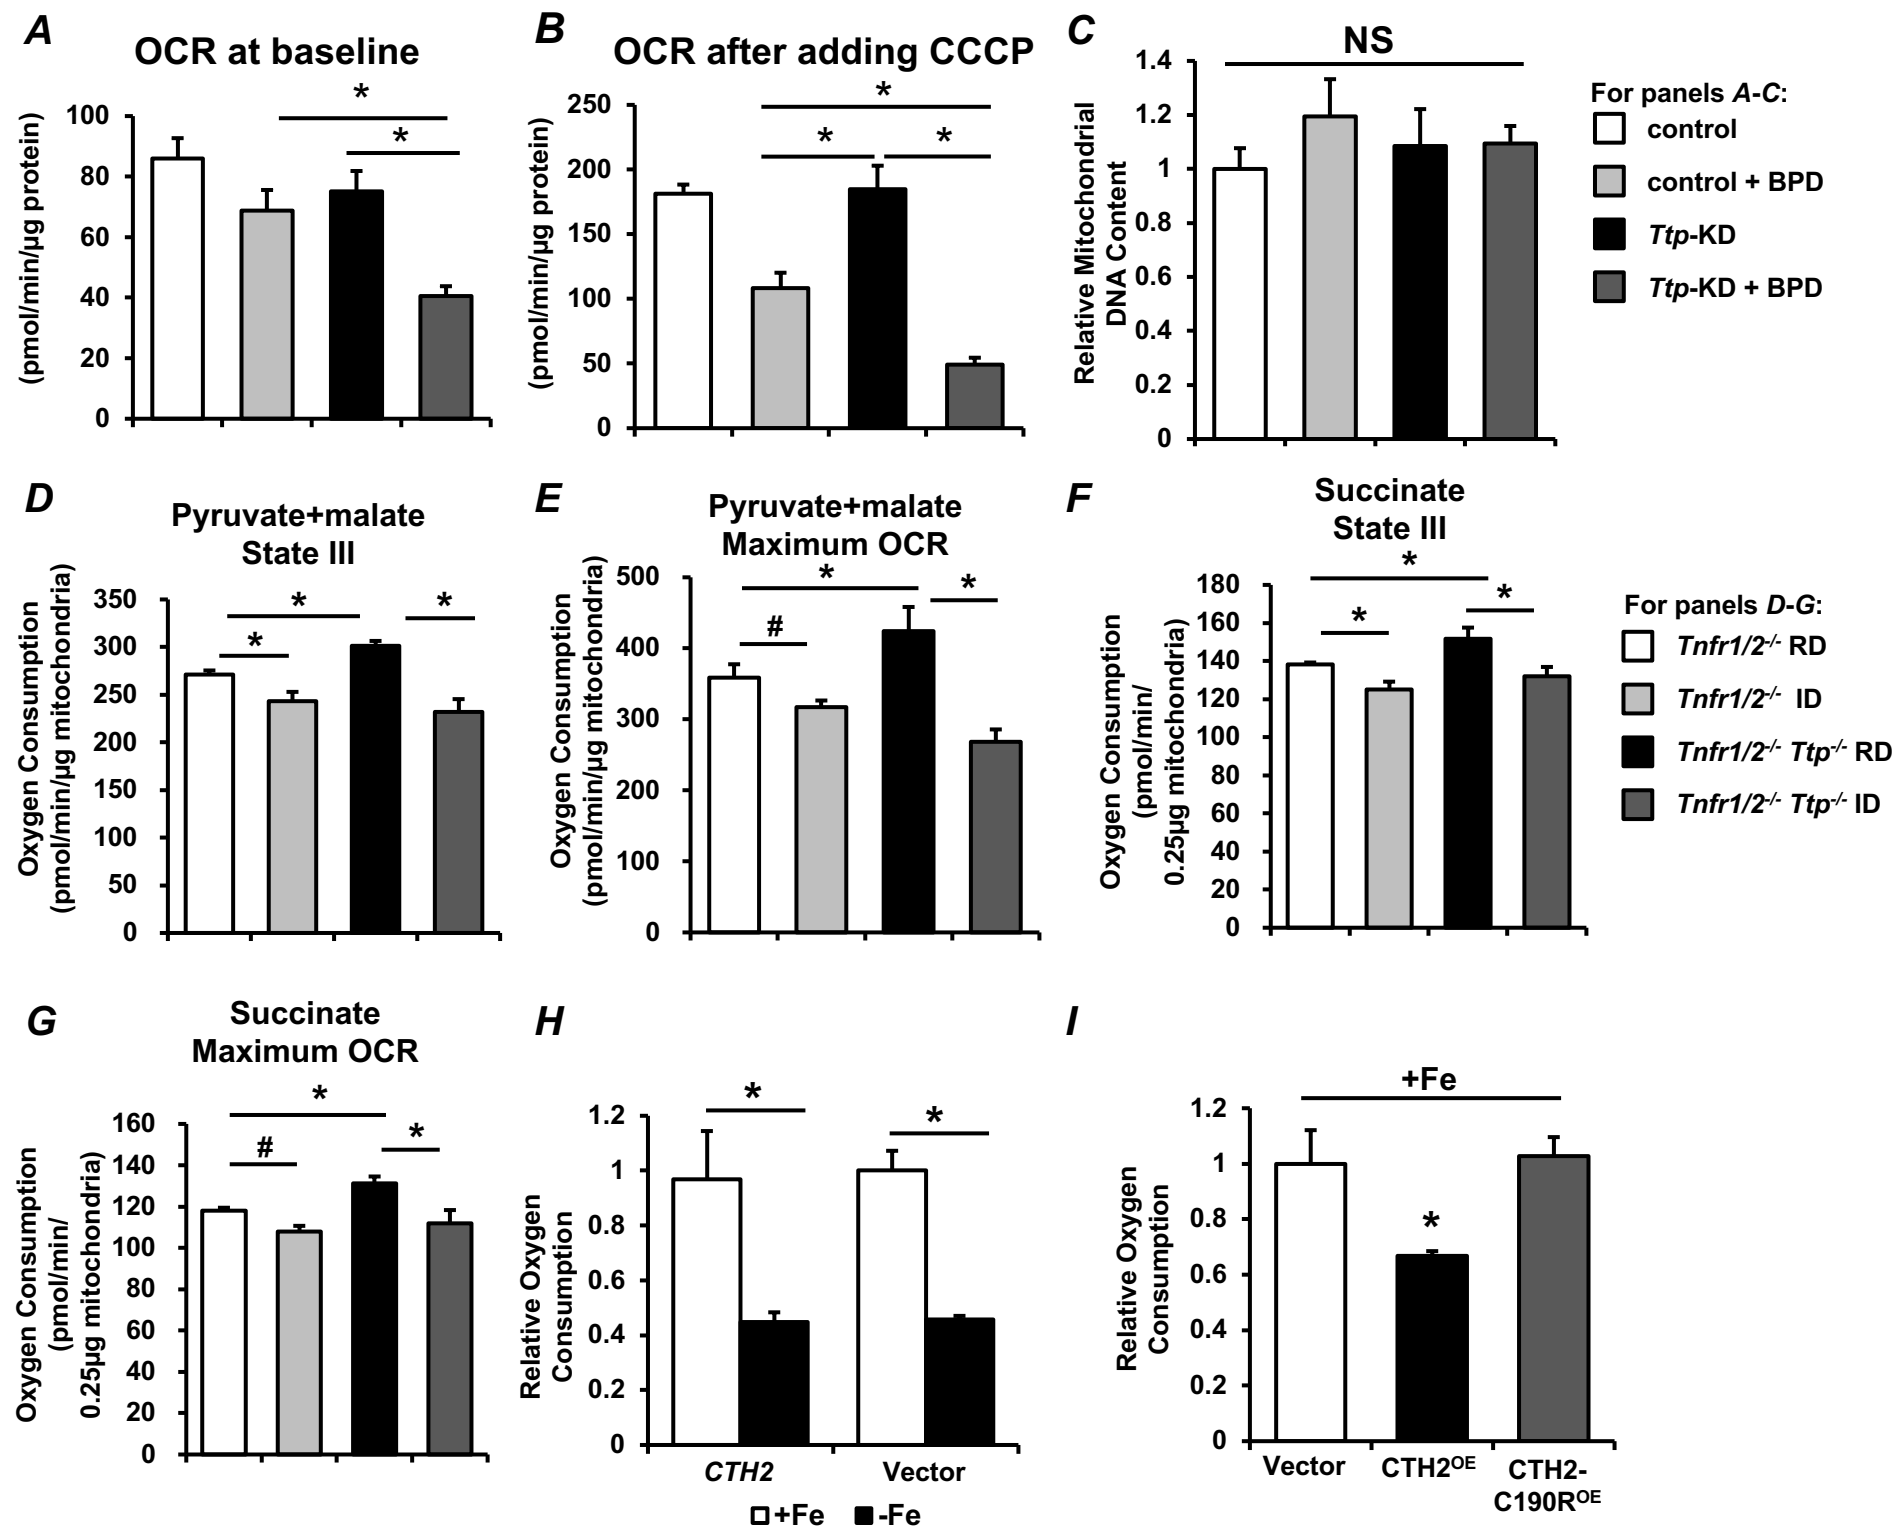 A
OCR at baseline
(pmol/min/µg protein)
100
80
60
40
20
0
*
*
B
OCR after adding CCCP
(pmol/min/µg protein)
250
200
150
100
50
0
*
*
*
C
NS
Relative Mitochondrial
DNA Content
1.4
1.2
1
0.8
0.6
0.4
0.2
0
For panels A-C:
control
control + BPD
Ttp-KD
Ttp-KD + BPD
D
Pyruvate+malate
State III
Oxygen Consumption
(pmol/min/µg mitochondria)
350
300
250
200
150
100
50
0
*
*
*
E
Pyruvate+malate
Maximum OCR
Oxygen Consumption
(pmol/min/µg mitochondria)
500
400
300
200
100
0
*
*
#
F
Succinate
State III
Oxygen Consumption
(pmol/min/
0.25µg mitochondria)
180
160
140
120
100
80
60
40
20
0
*
*
*
For panels D-G:
Tnfr1/2-/- RD
Tnfr1/2-/- ID
Tnfr1/2-/- Ttp-/- RD
Tnfr1/2-/- Ttp-/- ID
G
Succinate
Maximum OCR
Oxygen Consumption
(pmol/min/
0.25µg mitochondria)
160
140
120
100
80
60
40
20
0
*
*
#
H
Relative Oxygen
Consumption
1.2
1
0.8
0.6
0.4
0.2
0
*
*
CTH2
Vector
+Fe
-Fe
I
+Fe
Relative Oxygen
Consumption
1.2
1
0.8
0.6
0.4
0.2
0
*
Vector
CTH2OE
CTH2-
C190ROE